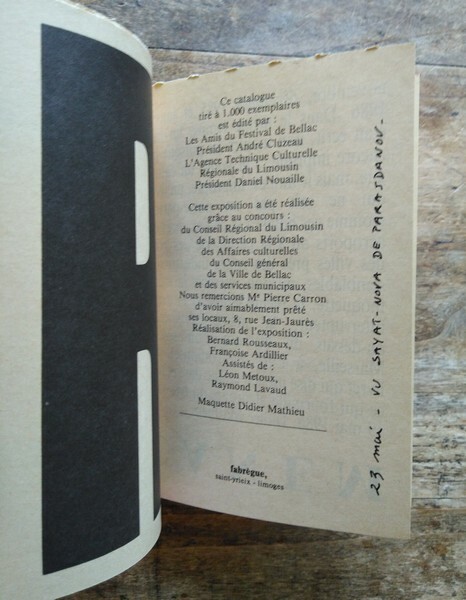 Ce catalogue
tiré à 1.000 exemplaires
est édité par :
Les Amis du Festival de Bellac
Président André Cluzeau
L'Agence Technique Culturelle
Régionale du Limousin
Président Daniel Nouaille
Cette exposition a été réalisée
grâce au concours :
du Conseil Régional du Limousin
de la Direction Régionale
des Affaires culturelles
du Conseil général
de la Ville de Bellac
et des services municipaux
Nous remercions Mr Pierre Carron
d'avoir aimablement prêté
ses locaux, 8, rue Jean-Jaurès
Réalisation de l'exposition :
Bernard Rousseaux,
Françoise Ardillier
Assistés de :
Léon Metoux,
Raymond Lavaud
Maquette Didier Mathieu
fabrègue,
saint-yrieix - limoges
23 mai - VU SAYAT-NOVA DE PARASDANOV-